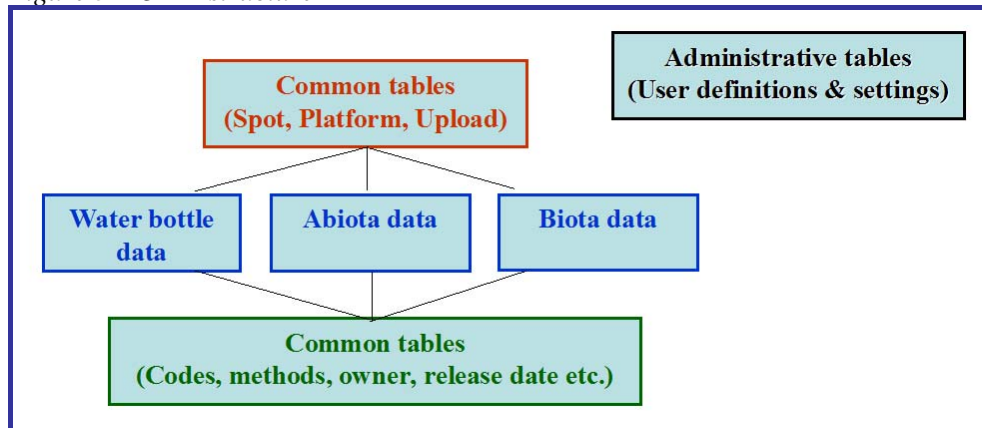 Administrative tables
(User definitions & settings)
Common tables
(Spot, Platform, Upload)
Water bottle
data
Abiota data
Biota data
Common tables
(Codes, methods, owner, release date etc.)